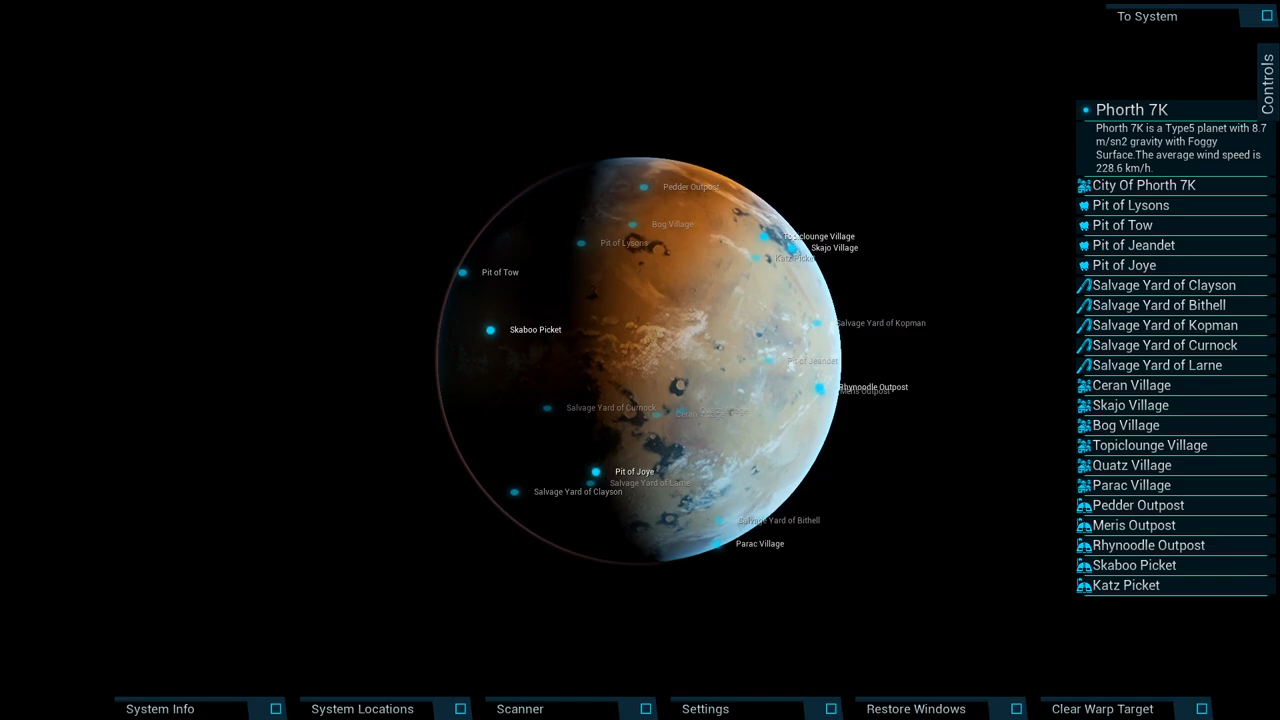 To System
Controls
Phorth 7K
Phorth 7K is a Type5 planet with 8.7
m/sn2 gravity with Foggy
Surface.The average wind speed is
228.6 km/h.
City Of Phorth 7K
Pit of Lysons
Pit of Tow
Pit of Jeandet
Pit of Joye
Salvage Yard of Clayson
Salvage Yard of Bithell
Salvage Yard of Kopman
Salvage Yard of Curnock
Salvage Yard of Larne
Ceran Village
Skajo Village
Bog Village
Topiclounge Village
Quatz Village
Parac Village
Pedder Outpost
Meris Outpost
Rhynoodle Outpost
Skaboo Picket
Katz Picket
Pedder Outpost
Bog Village
Topiclounge Village
Pit of Lysons
Skajo Village
Katz Picket
Pit of Tow
Salvage Yard of Kopman
Skaboo Picket
Pit of Jeandet
Rhynoodle Outpost
Meris Outpost
Salvage Yard of Curnock
Ceran
Pit of Joye
Salvage Yard of Larne
Salvage Yard of Clayson
Salvage Yard of Bithell
Parac Village
System Info
System Locations
Scanner
Settings
Restore Windows
Clear Warp Target